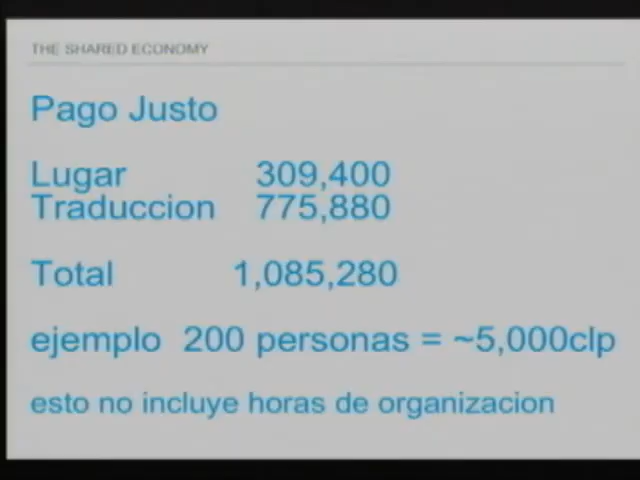 THE SHARED ECONOMY
Pago Justo
Lugar 309,400
Traduccion 775,880
Total 1,085,280
ejemplo 200 personas = ~5,000clp
esto no incluye horas de organizacion